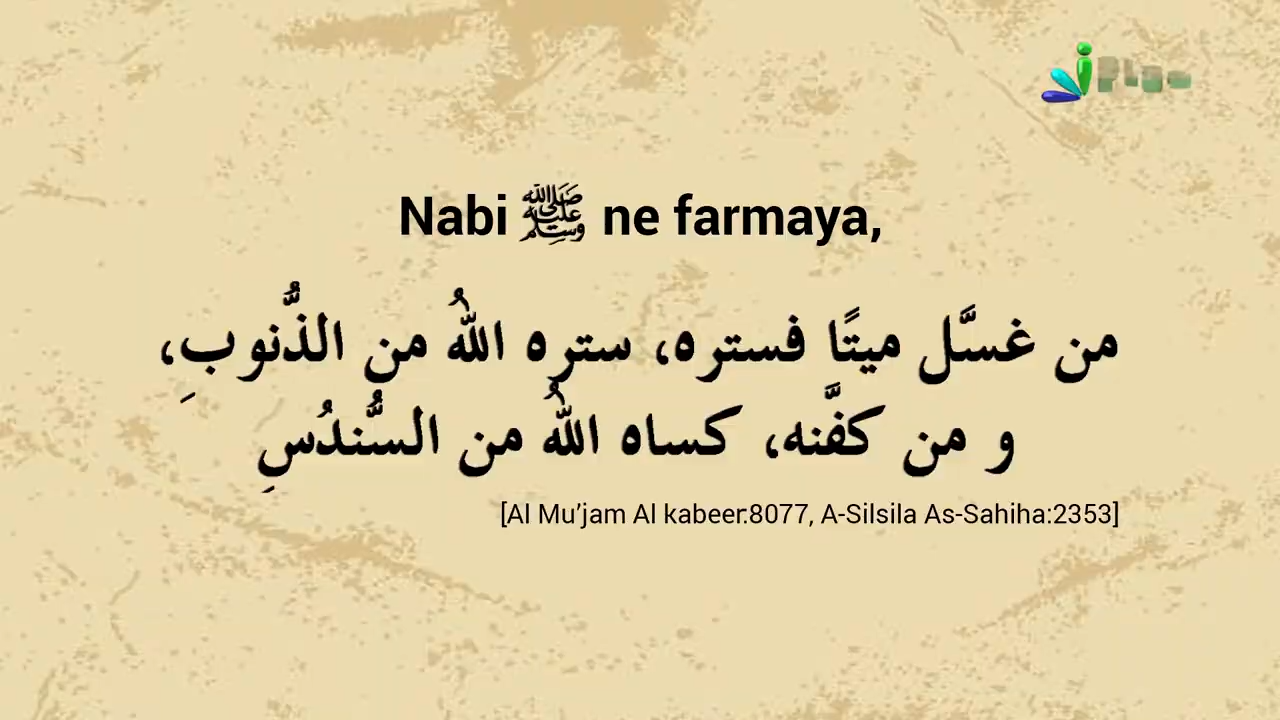 Nabi ﷺ ne farmaya,
من غسَّل ميتًا فستره، ستره اللهُ من الذُّنوبِ،
و من كفَّنه، كساه اللهُ من السُّندُسِ
[Al Mu’jam Al kabeer:8077, A-Silsila As-Sahiha:2353]